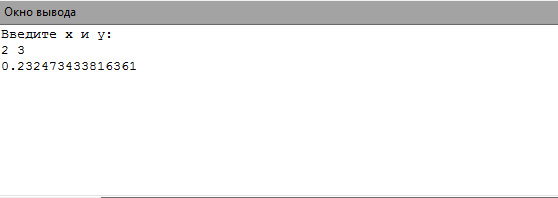 Окно вывода
Введите x и y:
2 3
0.232473433816361